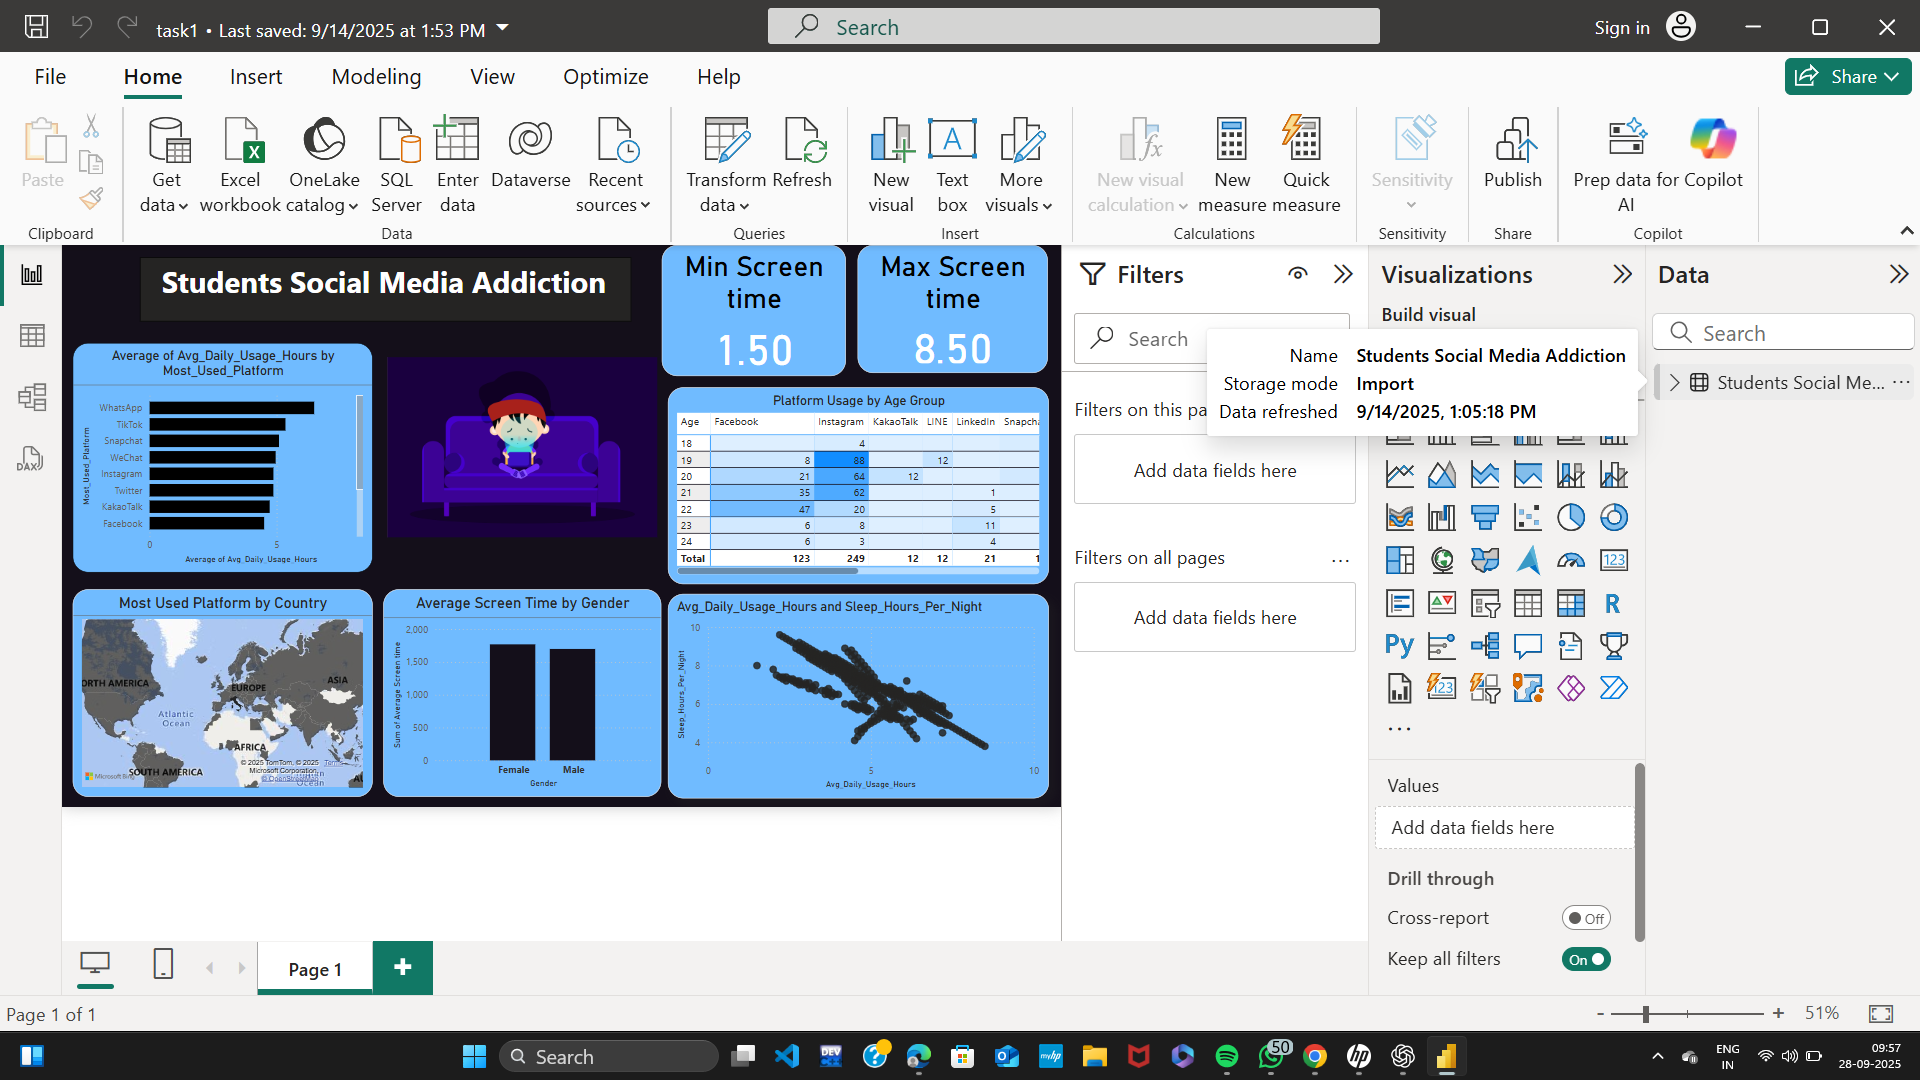 task1 • Last saved: 9/14/2025 at 1:53 PM
Search
Sign in
File
Home
Insert
Modeling
View
Optimize
Help
Share
Paste
Get data
Excel workbook
OneLake catalog
SQL Server
Enter data
Dataverse
Recent sources
Transform data
Refresh
New visual
Text box
More visuals
New visual calculation
New measure
Quick measure
Sensitivity
Publish
Prep data for AI
Copilot
Clipboard
Data
Queries
Insert
Calculations
Sensitivity
Share
Copilot
Students Social Media Addiction
Min Screen time
1.50
Max Screen time
8.50
Average of Avg_Daily_Usage_Hours by
Most_Used_Platform
Most_Used_Platform
WhatsApp
TikTok
Snapchat
WeChat
Instagram
Twitter
KakaoTalk
Facebook
0 5
Average of Avg_Daily_Usage_Hours
Platform Usage by Age Group
Age Facebook Instagram KakaoTalk LINE LinkedIn Snapcha
18 4
19 8 88 12
20 21 64 12
21 35 62 1
22 47 20 5
23 6 8 11
24 6 3 4
Total 123 249 12 12 21 1
Most Used Platform by Country
ORTH AMERICA
EUROPE
ASIA
Atlantic
Ocean
AFRICA
SOUTH AMERICA
© 2025 TomTom, © 2025
Microsoft Corporation,
© OpenStreetMap
Terms
Microsoft Bing
Average Screen Time by Gender
Sum of Average Screen time
2,000
1,500
1,000
500
0
Female Male
Gender
Avg_Daily_Usage_Hours and Sleep_Hours_Per_Night
Sleep_Hours_Per_Night
10
8
6
4
0 5 10
Avg_Daily_Usage_Hours
Filters
Search
Filters on this pa
Add data fields here
Filters on all pages
Add data fields here
Visualizations
Build visual
Name Students Social Media Addiction
Storage mode Import
Data refreshed 9/14/2025, 1:05:18 PM
123
R
Py
123
Values
Add data fields here
Drill through
Cross-report
Off
Keep all filters
On
Data
Search
Students Social Me...
DAX
Page 1
Page 1 of 1
51%
Search
DEV
myhp
50
hp
ENG
IN
09:57
28-09-2025